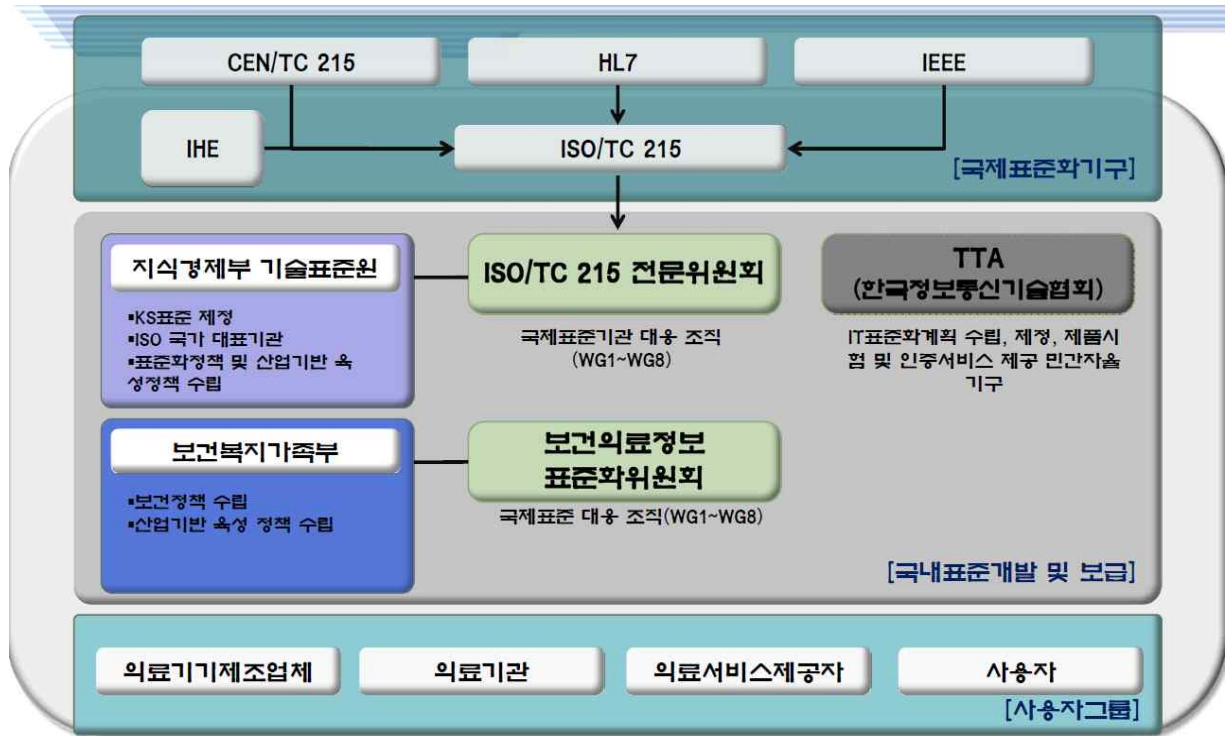 CEN/TC 215
HL7
IEEE
IHE
ISO/TC 215
[국제표준화기구]
지식경제부 기술표준원
▪KS표준 제정
▪ISO 국가 대표기관
▪표준화정책 및 산업기반 육
성정책 수립
ISO/TC 215 전문위원회
국제표준기관 대응 조직
(WG1~WG8)
TTA
(한국정보통신기술협회)
IT표준화계획 수립, 제정, 제품시
험 및 인증서비스 제공 민간자율
기구
보건복지가족부
▪보건정책 수립
▪산업기반 육성 정책 수립
보건의료정보
표준화위원회
국제표준 대응 조직(WG1~WG8)
[국내표준개발 및 보급]
의료기기제조업체
의료기관
의료서비스제공자
사용자
[사용자그룹]